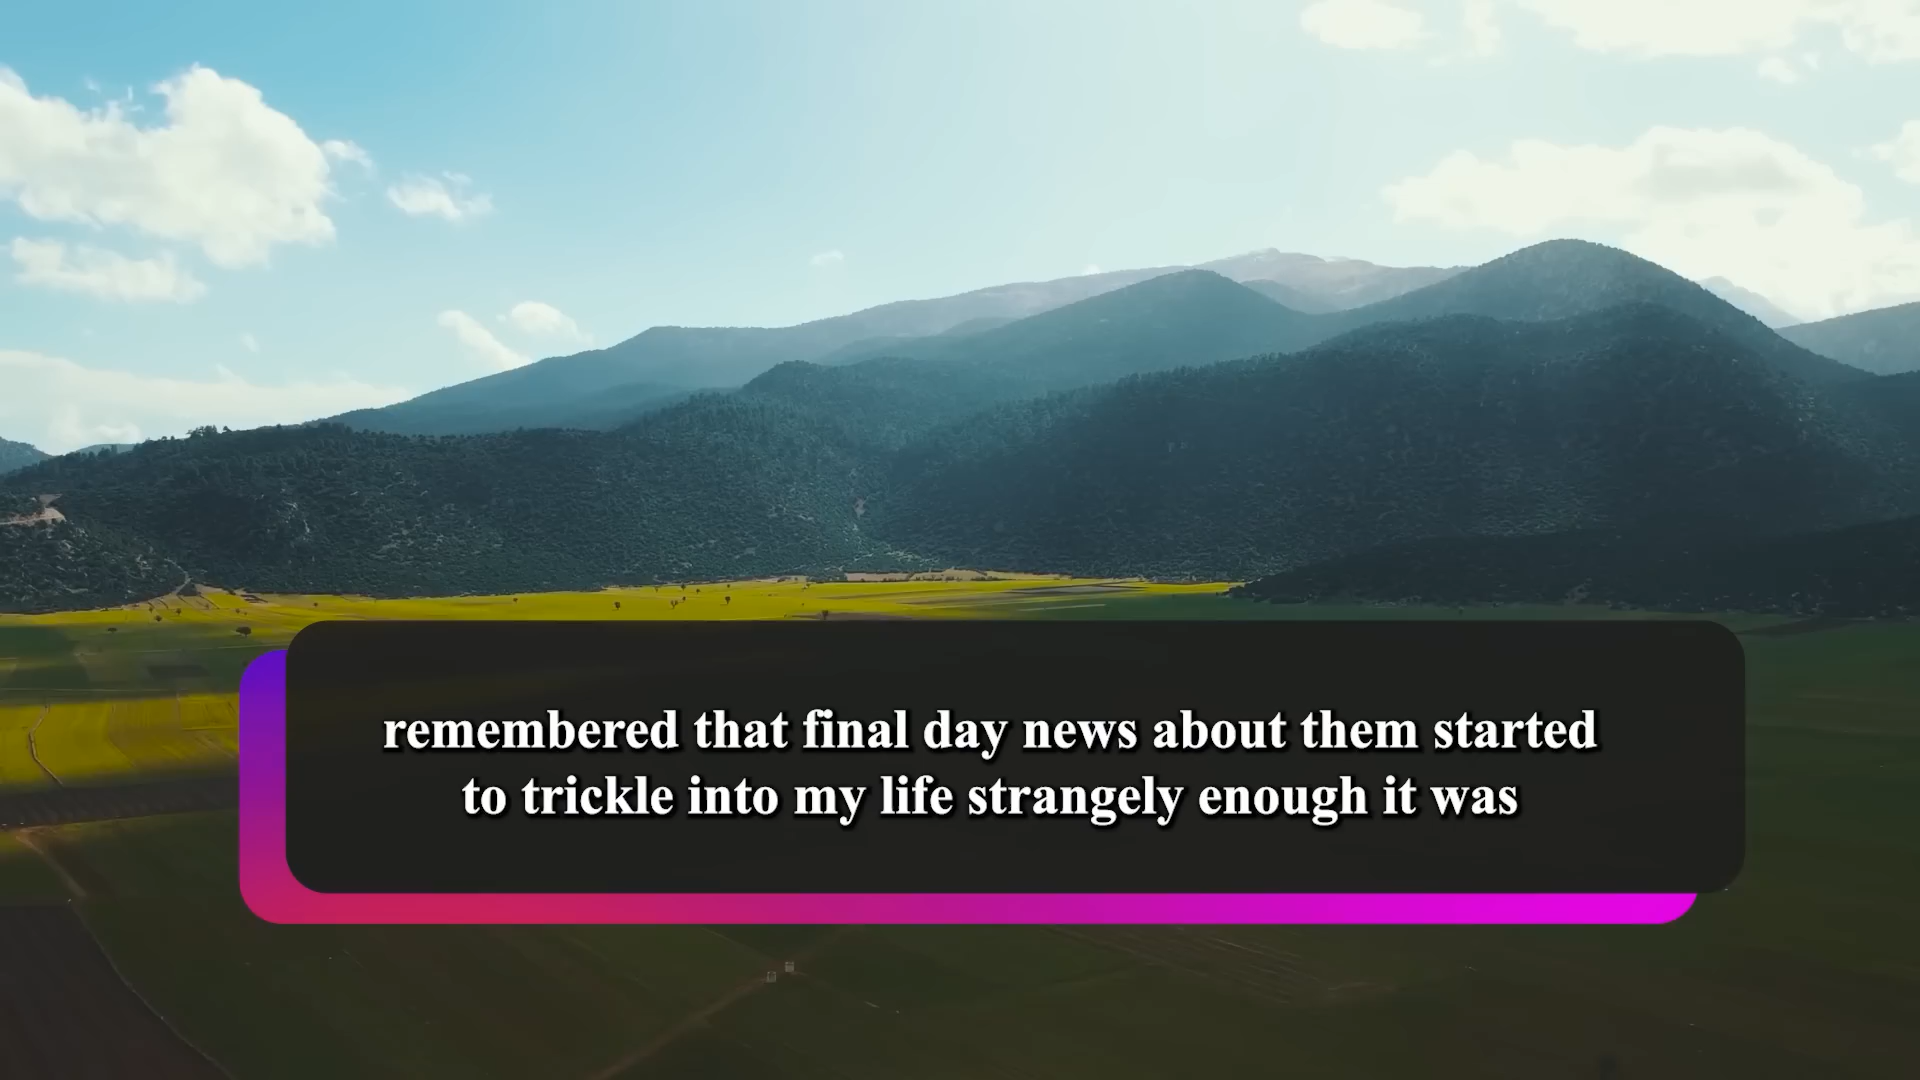 remembered that final day news about them started
to trickle into my life strangely enough it was